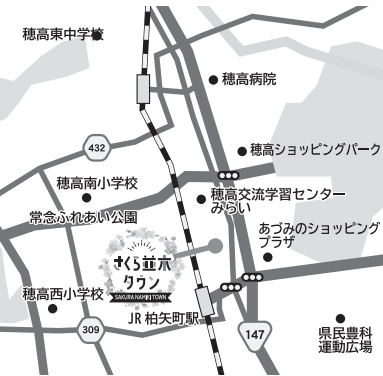 穂高東中学校
穂高病院
432
穂高ショッピングパーク
穂高南小学校
穂高交流学習センター
みらい
常念ふれあい公園
あづみのショッピング
プラザ
さくら並木
タウン
SAKURA NAMIKI TOWN
穂高西小学校
JR 柏矢町駅
309
147
県民豊科
運動広場